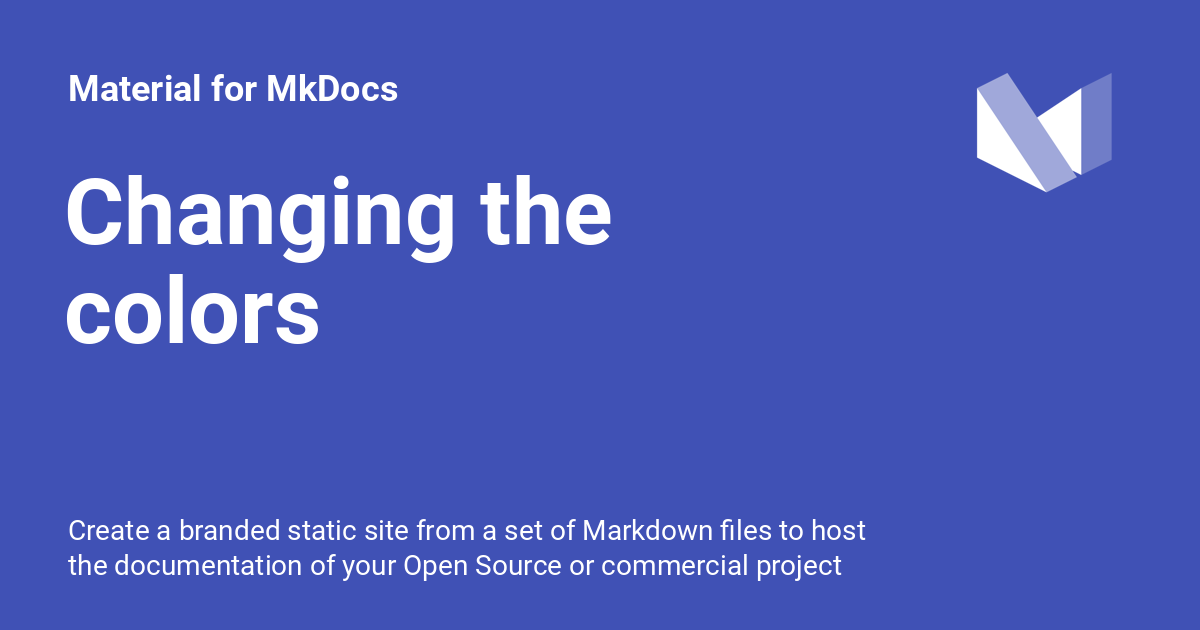 Material for MkDocs
Changing the
colors
Create a branded static site from a set of Markdown files to host
the documentation of your Open Source or commercial project